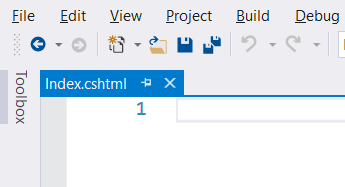 File Edit View Project Build Debug
Toolbox
Index.cshtml
1